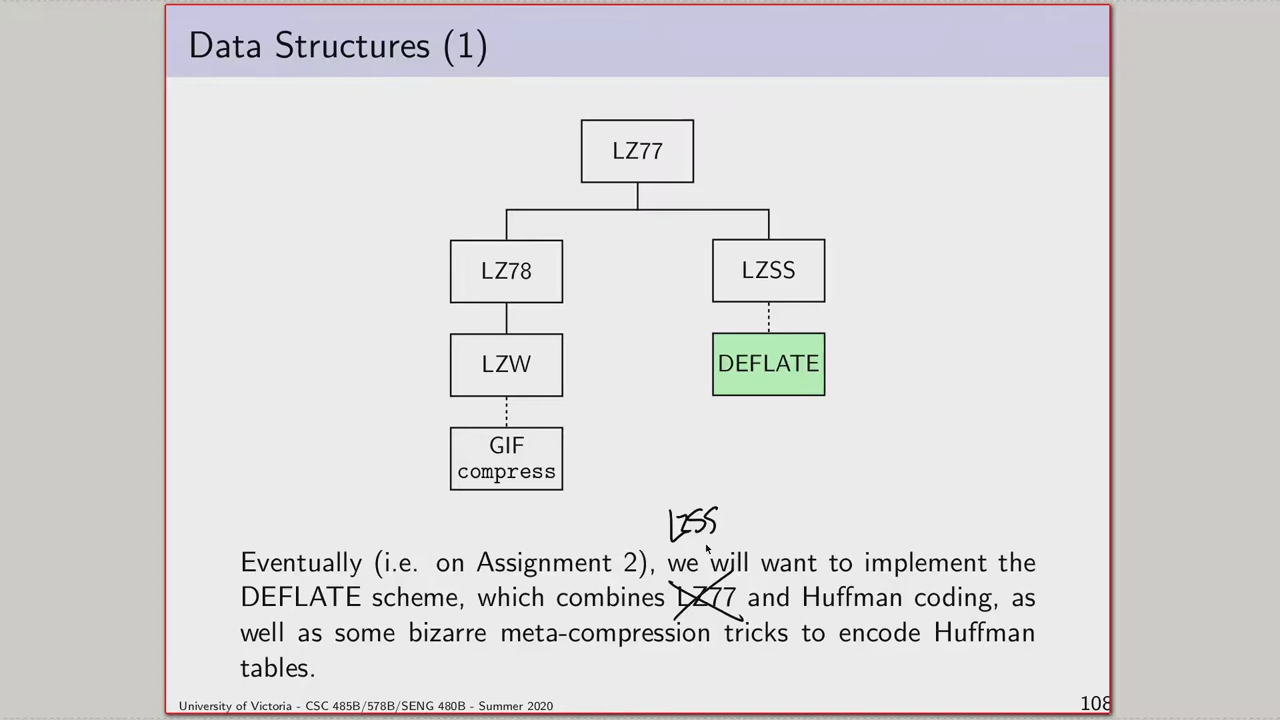 Data Structures (1)
LZ77
LZ78
LZSS
LZW
DEFLATE
GIF
compress
LZSS
Eventually (i.e. on Assignment 2), we will want to implement the
DEFLATE scheme, which combines LZ77 and Huffman coding, as
well as some bizarre meta-compression tricks to encode Huffman
tables.
University of Victoria - CSC 485B/578B/SENG 480B - Summer 2020
108